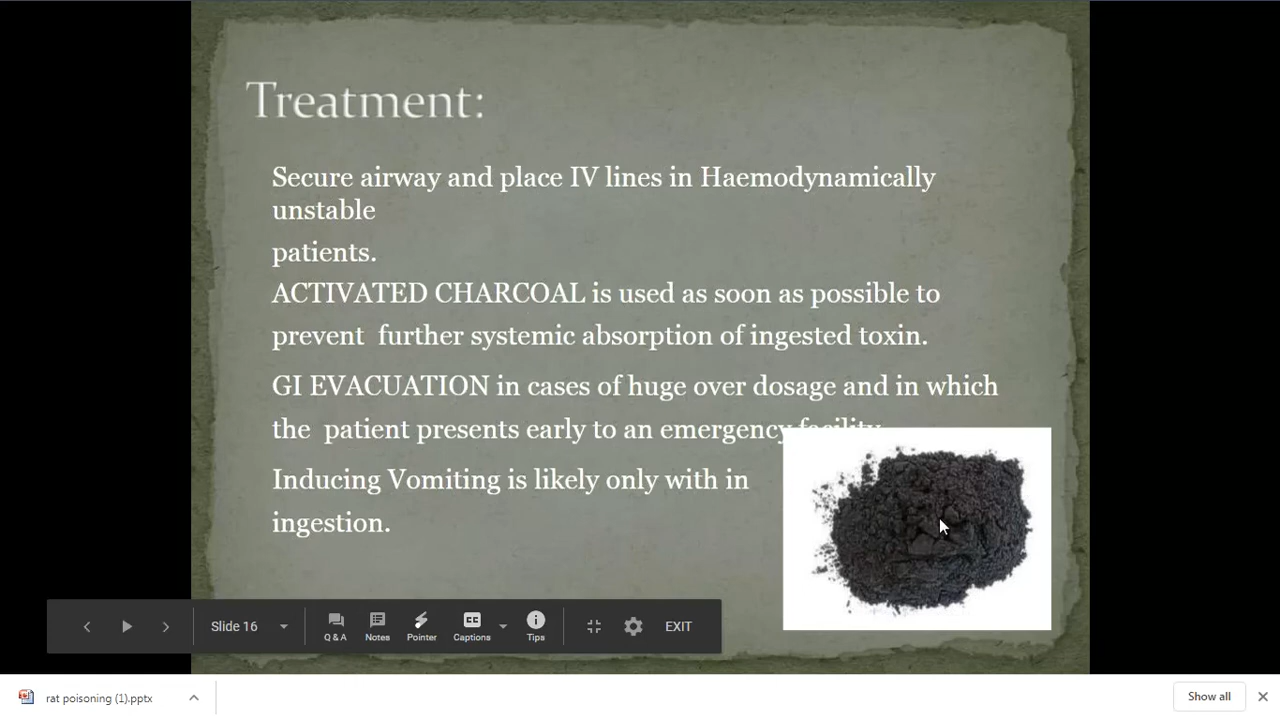 Treatment:
Secure airway and place IV lines in Haemodynamically
unstable
patients.
ACTIVATED CHARCOAL is used as soon as possible to
prevent further systemic absorption of ingested toxin.
GI EVACUATION in cases of huge over dosage and in which
the patient presents early to an emergency facility
Inducing Vomiting is likely only with in
ingestion.
Slide 16
Q & A
Notes
Pointer
CC
Captions
Tips
EXIT
rat poisoning (1).pptx
Show all